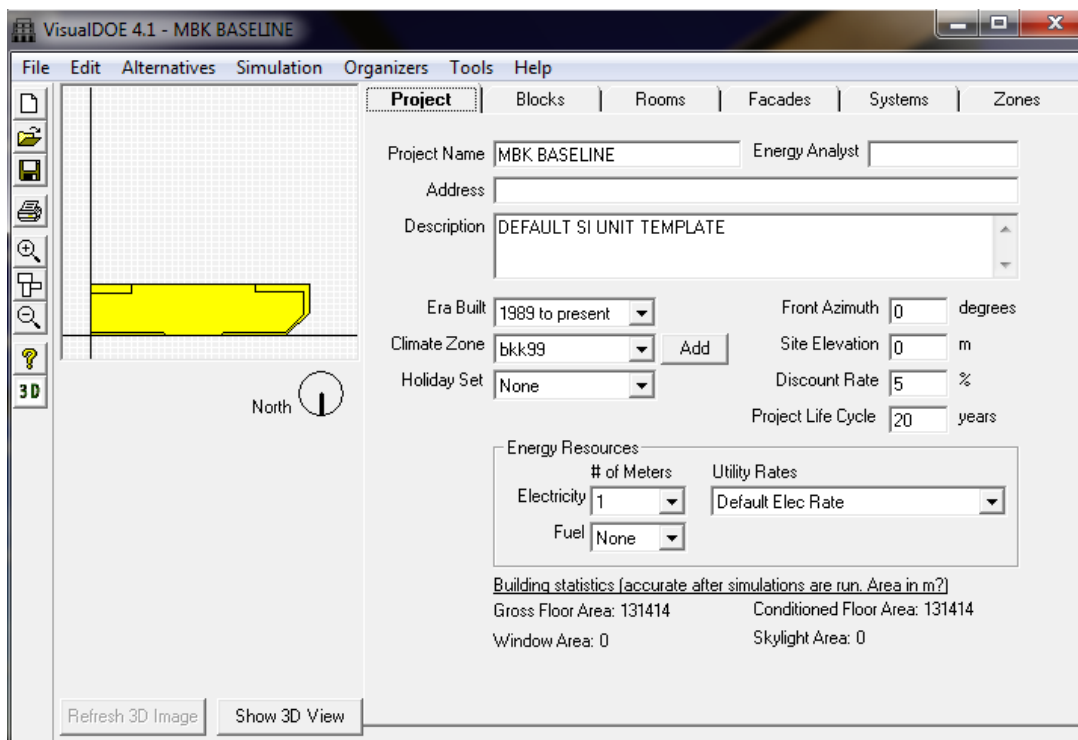 VisualDOE 4.1 - MBK BASELINE
File Edit Alternatives Simulation Organizers Tools Help
Project Blocks Rooms Facades Systems Zones
Project Name MBK BASELINE Energy Analyst
Address
Description DEFAULT SI UNIT TEMPLATE
Era Built 1989 to present Front Azimuth 0 degrees
Climate Zone bkk99 Add Site Elevation 0 m
Holiday Set None Discount Rate 5 %
Project Life Cycle 20 years
3D
North
Energy Resources
# of Meters Utility Rates
Electricity 1 Default Elec Rate
Fuel None
Building statistics (accurate after simulations are run. Area in m?)
Gross Floor Area: 131414 Conditioned Floor Area: 131414
Window Area: 0 Skylight Area: 0
Refresh 3D Image Show 3D View